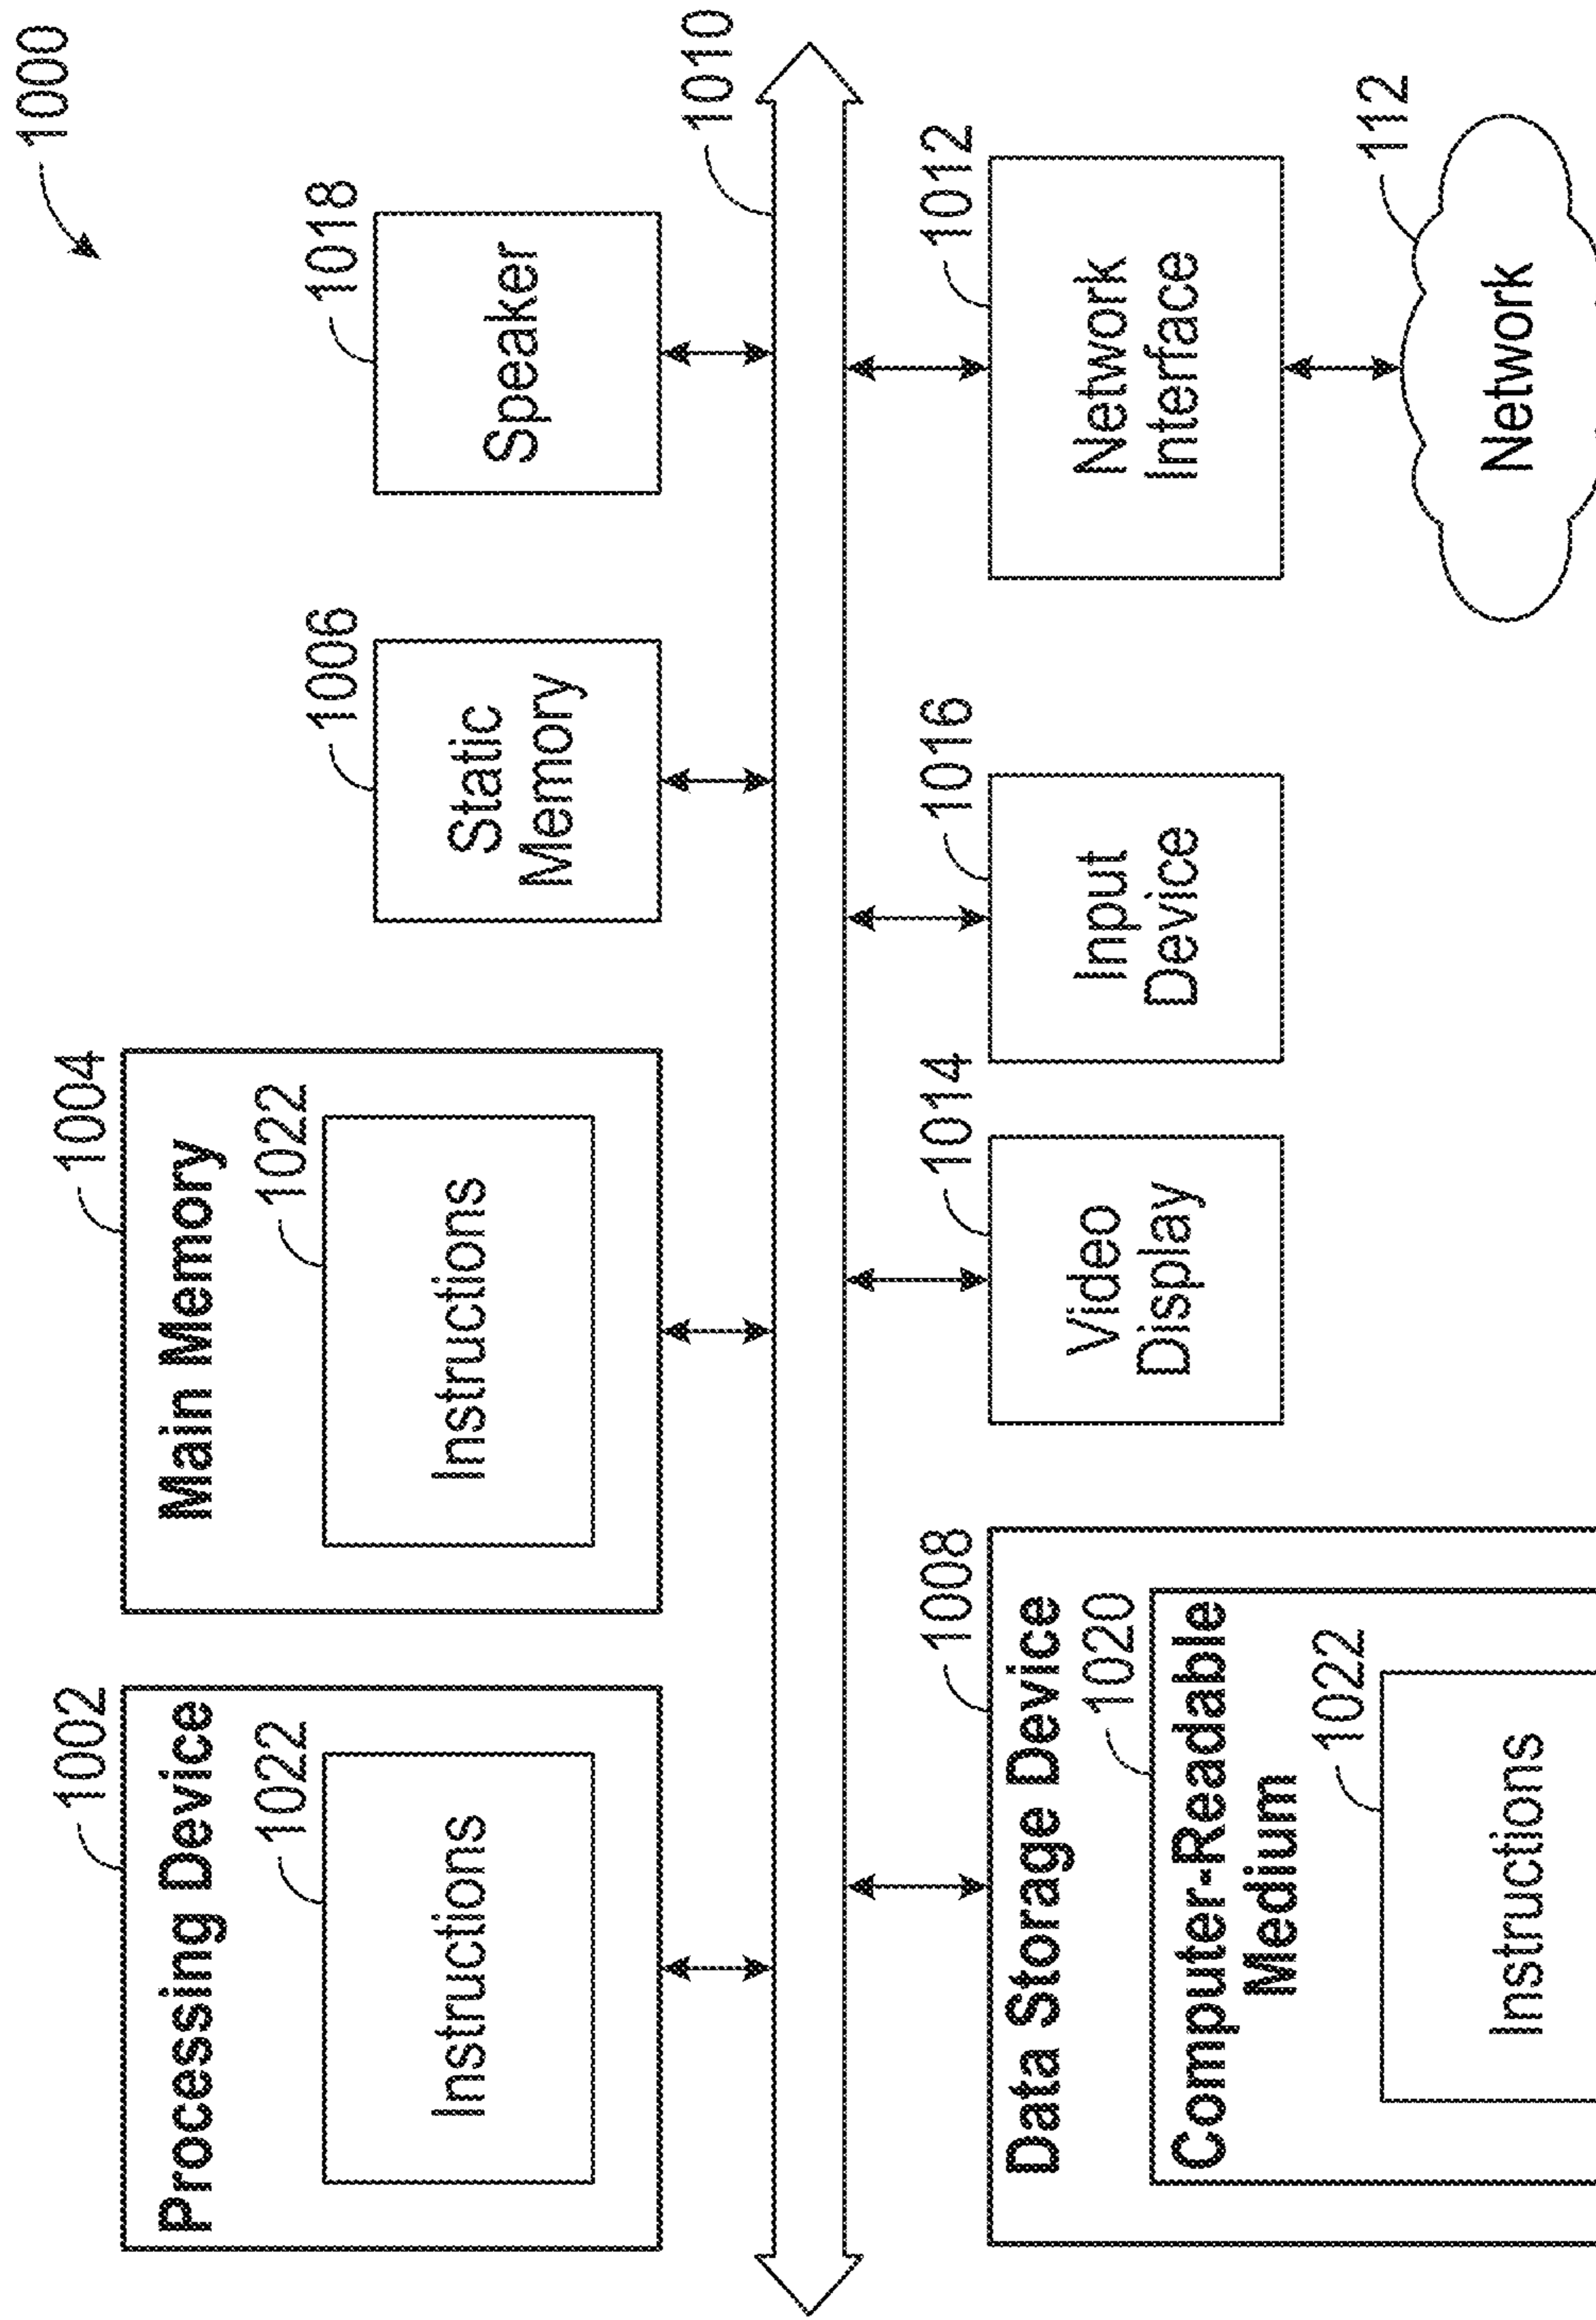 1000
1002
Processing Device
1022
Instructions
1004
Main Memory
1022
Instructions
1006
Static
Memory
1018
Speaker
1010
1008
Data Storage Device
1020
Computer-Readable
Medium
1022
Instructions
1014
Video
Display
1016
Input
Device
1012
Network
Interface
112
Network